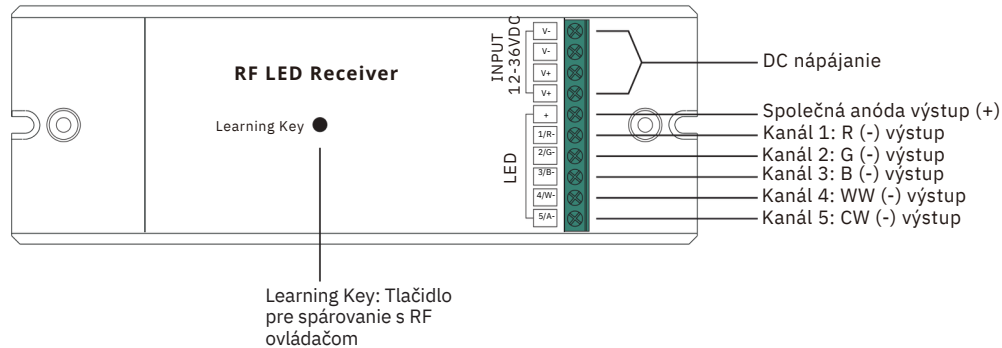 RF LED Receiver
Learning Key
INPUT
12-36VDC
V-
V-
V+
V+
LED
+
1/R-
2/G-
3/B-
4/W-
5/A-
DC nápájanie
Společná anóda výstup (+)
Kanál 1: R (-) výstup
Kanál 2: G (-) výstup
Kanál 3: B (-) výstup
Kanál 4: WW (-) výstup
Kanál 5: CW (-) výstup
Learning Key: Tlačidlo
pre spárovanie s RF
ovládačom